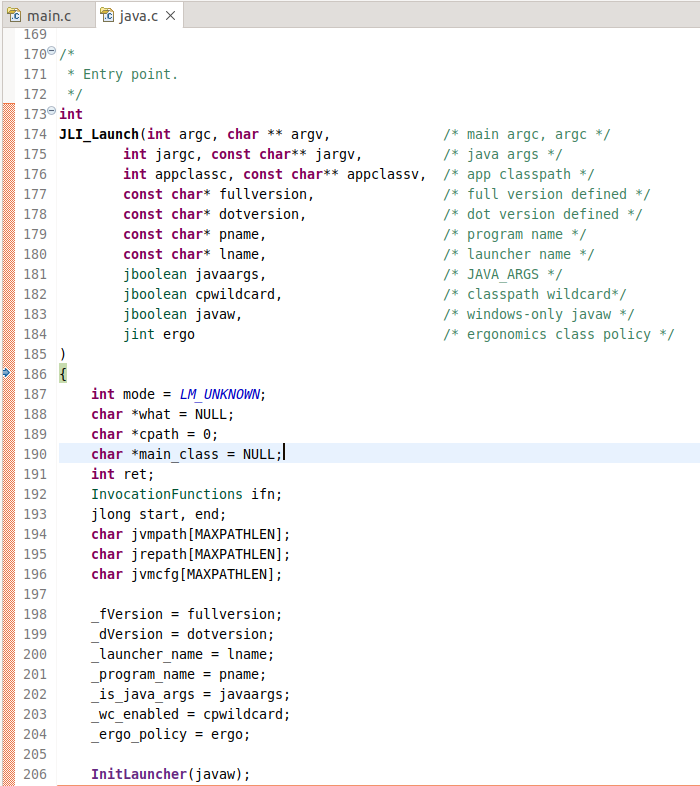 main.c java.c
169
170 /*
171  * Entry point.
172  */
173 int
174 JLI_Launch(int argc, char ** argv,              /* main argc, argc */
175         int jargc, const char** jargv,          /* java args */
176         int appclassc, const char** appclassv,  /* app classpath */
177         const char* fullversion,                /* full version defined */
178         const char* dotversion,                 /* dot version defined */
179         const char* pname,                      /* program name */
180         const char* lname,                      /* launcher name */
181         jboolean javaargs,                      /* JAVA_ARGS */
182         jboolean cpwildcard,                    /* classpath wildcard*/
183         jboolean javaw,                         /* windows-only javaw */
184         jint ergo                               /* ergonomics class policy */
185 )
186 {
187     int mode = LM_UNKNOWN;
188     char *what = NULL;
189     char *cpath = 0;
190     char *main_class = NULL;
191     int ret;
192     InvocationFunctions ifn;
193     jlong start, end;
194     char jvmpath[MAXPATHLEN];
195     char jrepath[MAXPATHLEN];
196     char jvmcfg[MAXPATHLEN];
197
198     _fVersion = fullversion;
199     _dVersion = dotversion;
200     _launcher_name = lname;
201     _program_name = pname;
202     _is_java_args = javaargs;
203     _wc_enabled = cpwildcard;
204     _ergo_policy = ergo;
205
206     InitLauncher(javaw);